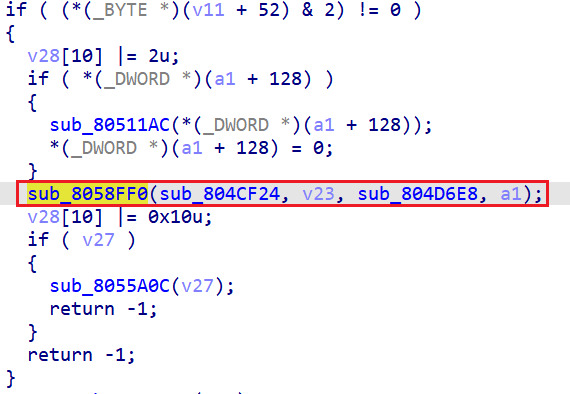 if ( (*(_BYTE *)(v11 + 52) & 2) != 0 )
{
  v28[10] |= 2u;
  if ( *(_DWORD *)(a1 + 128) )
  {
    sub_80511AC(*(_DWORD *)(a1 + 128));
    *(_DWORD *)(a1 + 128) = 0;
  }
  sub_8058FF0(sub_804CF24, v23, sub_804D6E8, a1);
  v28[10] |= 0x10u;
  if ( v27 )
  {
    sub_8055A0C(v27);
    return -1;
  }
  return -1;
}